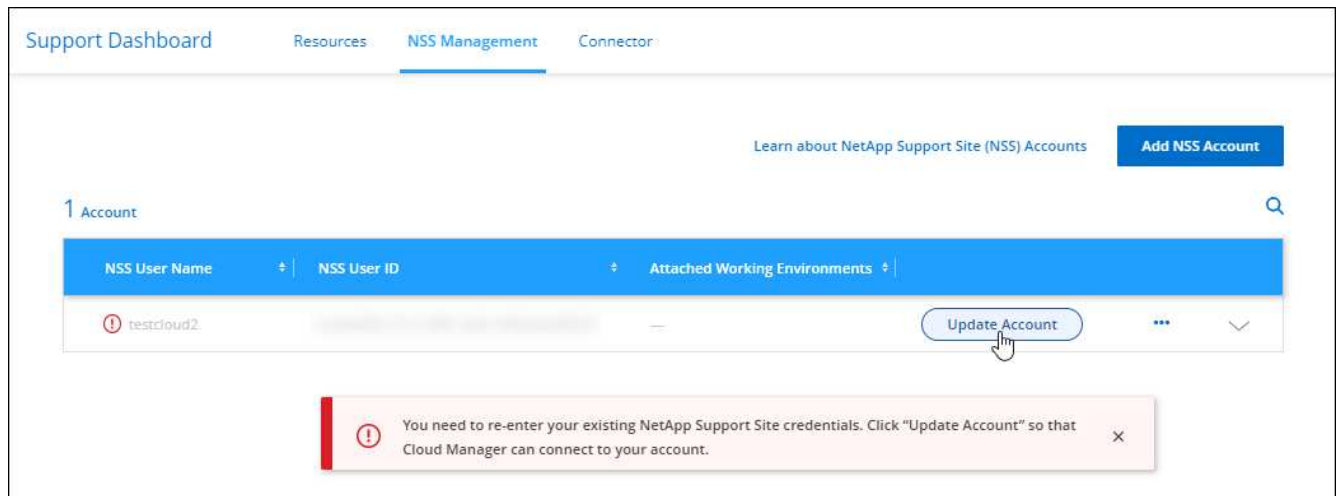 Support Dashboard Resources NSS Management Connector
Learn about NetApp Support Site (NSS) Accounts Add NSS Account
1 Account
NSS User Name NSS User ID Attached Working Environments
testcloud2 — Update Account ...
You need to re-enter your existing NetApp Support Site credentials. Click “Update Account” so that
Cloud Manager can connect to your account.